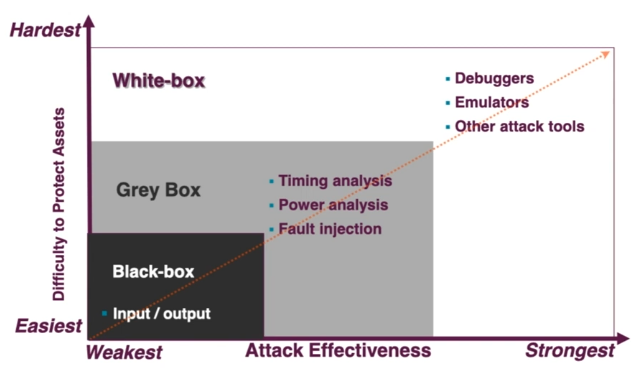 Hardest
White-box
Debuggers
Emulators
Other attack tools
Difficulty to Protect Assets
Grey Box
Timing analysis
Power analysis
Fault injection
Black-box
Input / output
Easiest
Weakest
Attack Effectiveness
Strongest